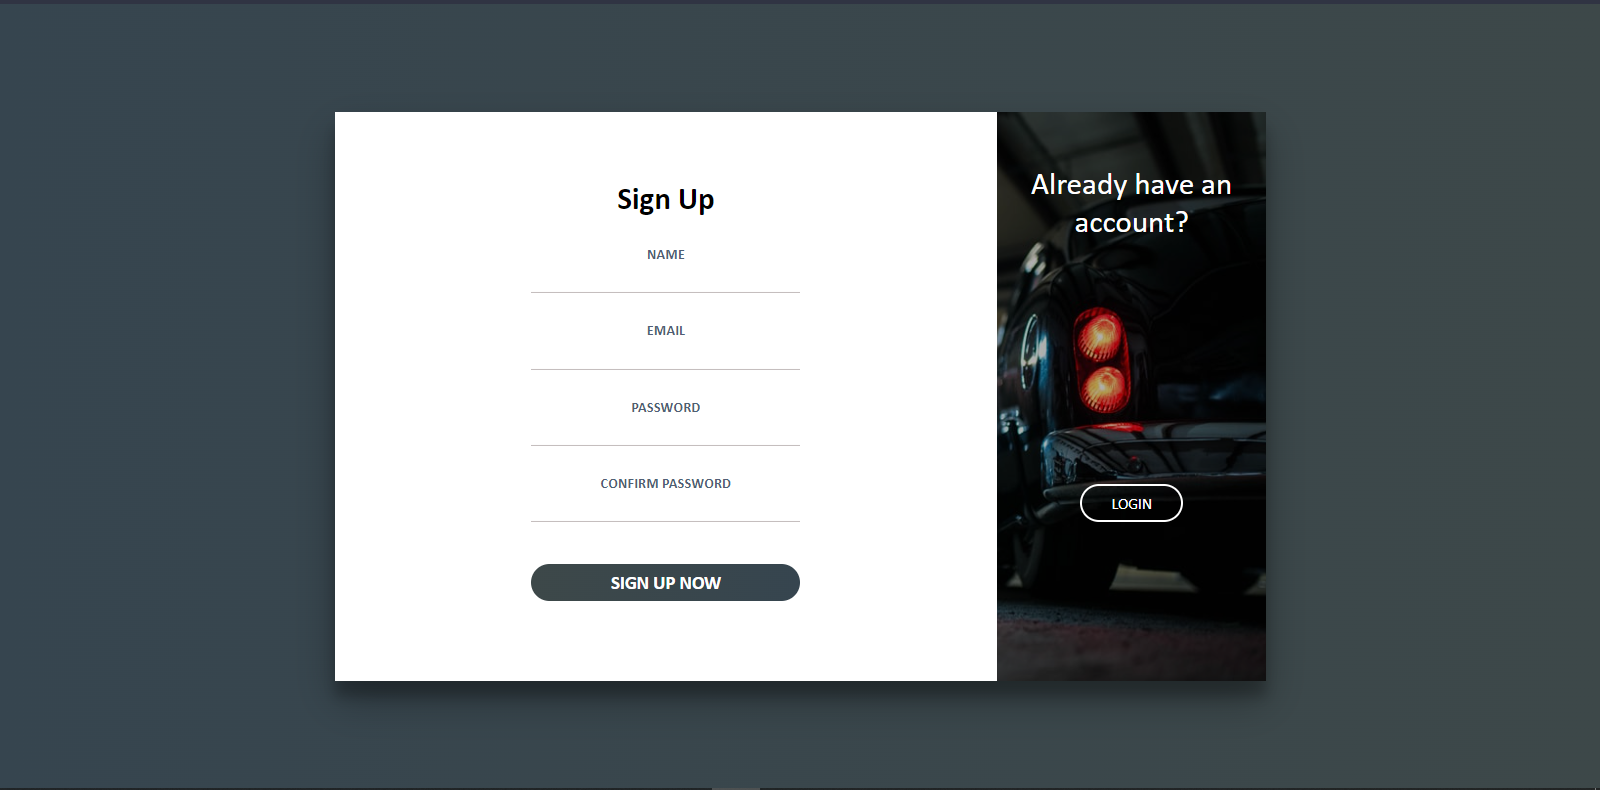 Sign Up
NAME
EMAIL
PASSWORD
CONFIRM PASSWORD
SIGN UP NOW
Already have an
account?
LOGIN